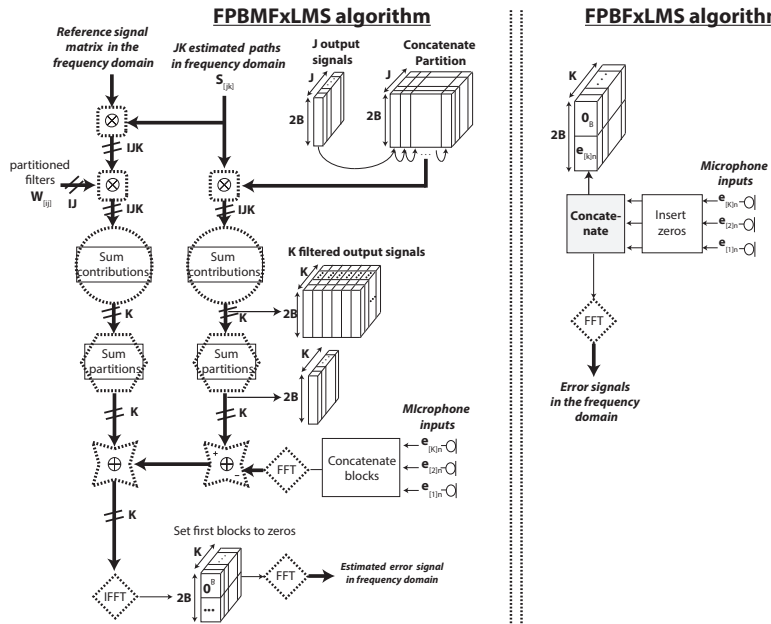 FPBMFxLMS algorithm
Reference signal
matrix in the
frequency domain
JK estimated paths
in frequency domain
S[jk]
J output
signals
J
2B
Concatenate
Partition
J
2B
...
IJK
partitioned
filters
W[ij]
IJ
IJK
IJK
Sum
contributions
Sum
contributions
K filtered output signals
K
2B
K
K
Sum
partitions
Sum
partitions
K
2B
K
K
MIcrophone
inputs
e[K]n
e[2]n
e[1]n
Concatenate
blocks
FFT
+
−
K
Set first blocks to zeros
K
2B
0B
...
IFFT
FFT
Estimated error signal
in frequency domain
FPBFxLMS algorithm
K
2B
0B
e[k]n
Microphone
inputs
e[K]n
e[2]n
e[1]n
Insert
zeros
Concate-
nate
FFT
Error signals
in the frequency
domain